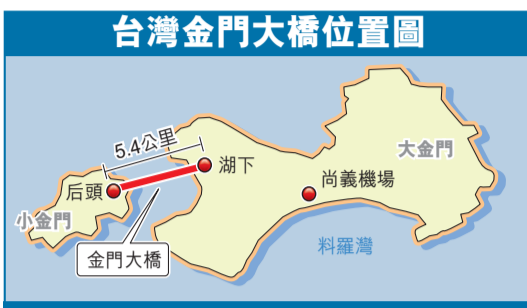 台灣金門大橋位置圖
5.4公里
湖下
后頭
小金門
金門大橋
大金門
尚義機場
料羅灣